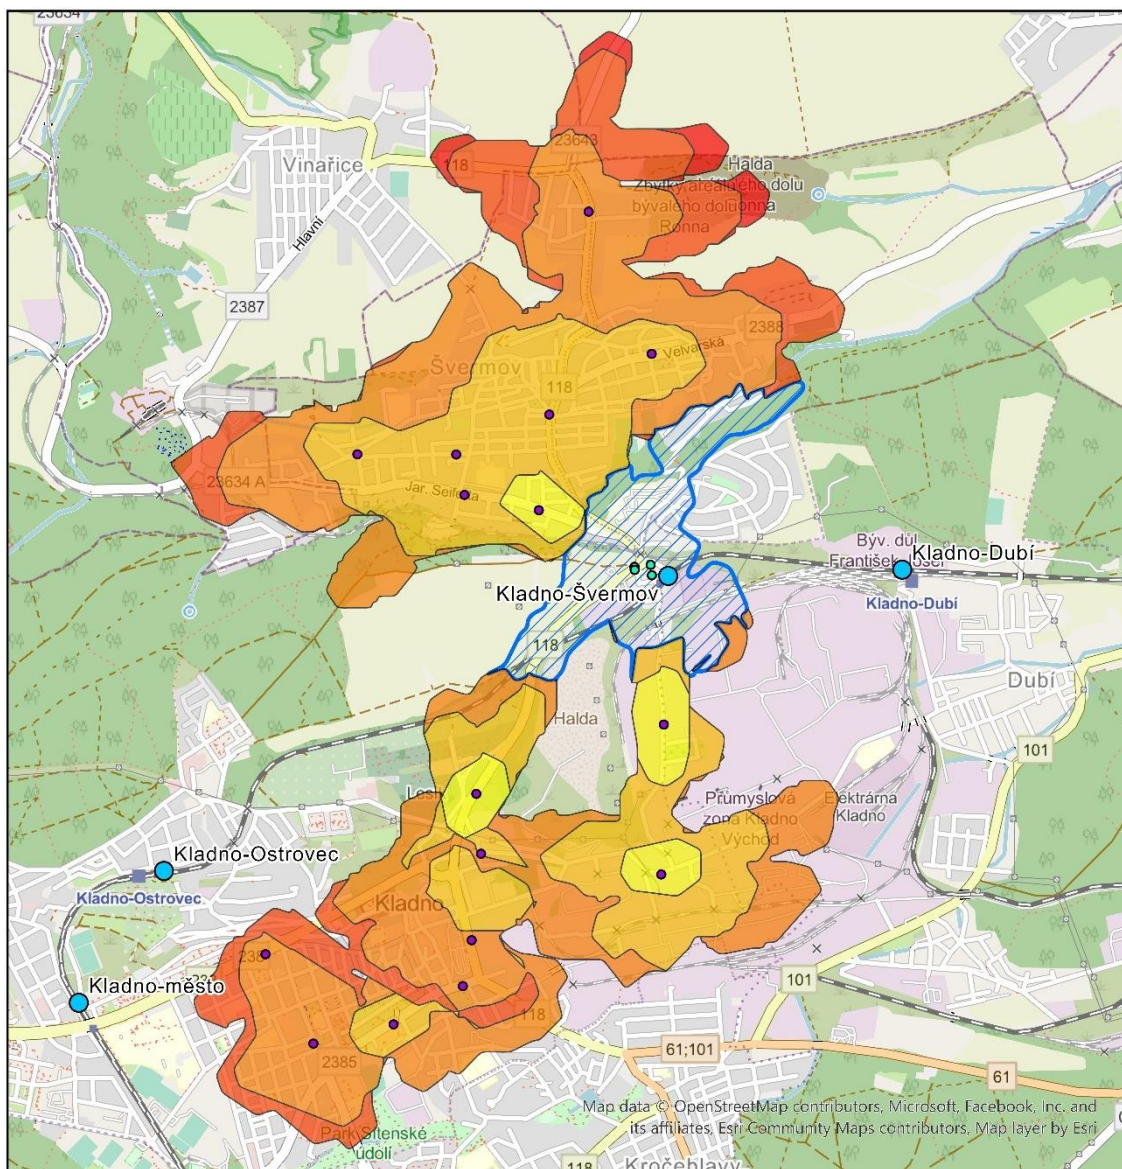 23634
Vinařice
118
23643
Halda
Zbytky areálného dolu
bývalého dolu
Ronna
Hlavní
2387
2388
Velvarská
Švermov
118
23634 A
Jar. Seiferta
Býv. důl
Kladno-Dubí
Kladno-Švermov
Kladno-Dubí
118
Dubí
Halda
101
Průmyslová
zóna Kladno
Východ
Elektrárna
Kladno
Kladno-Ostrovec
Kladno-Ostrovec
Kladno
Kladno-město
101
118
61;101
2385
61
Map data © OpenStreetMap contributors, Microsoft, Facebook, Inc. and
its affiliates, Esri Community Maps contributors, Map layer by Esri
Park Sítenské
údolí
118
Kročehlavy